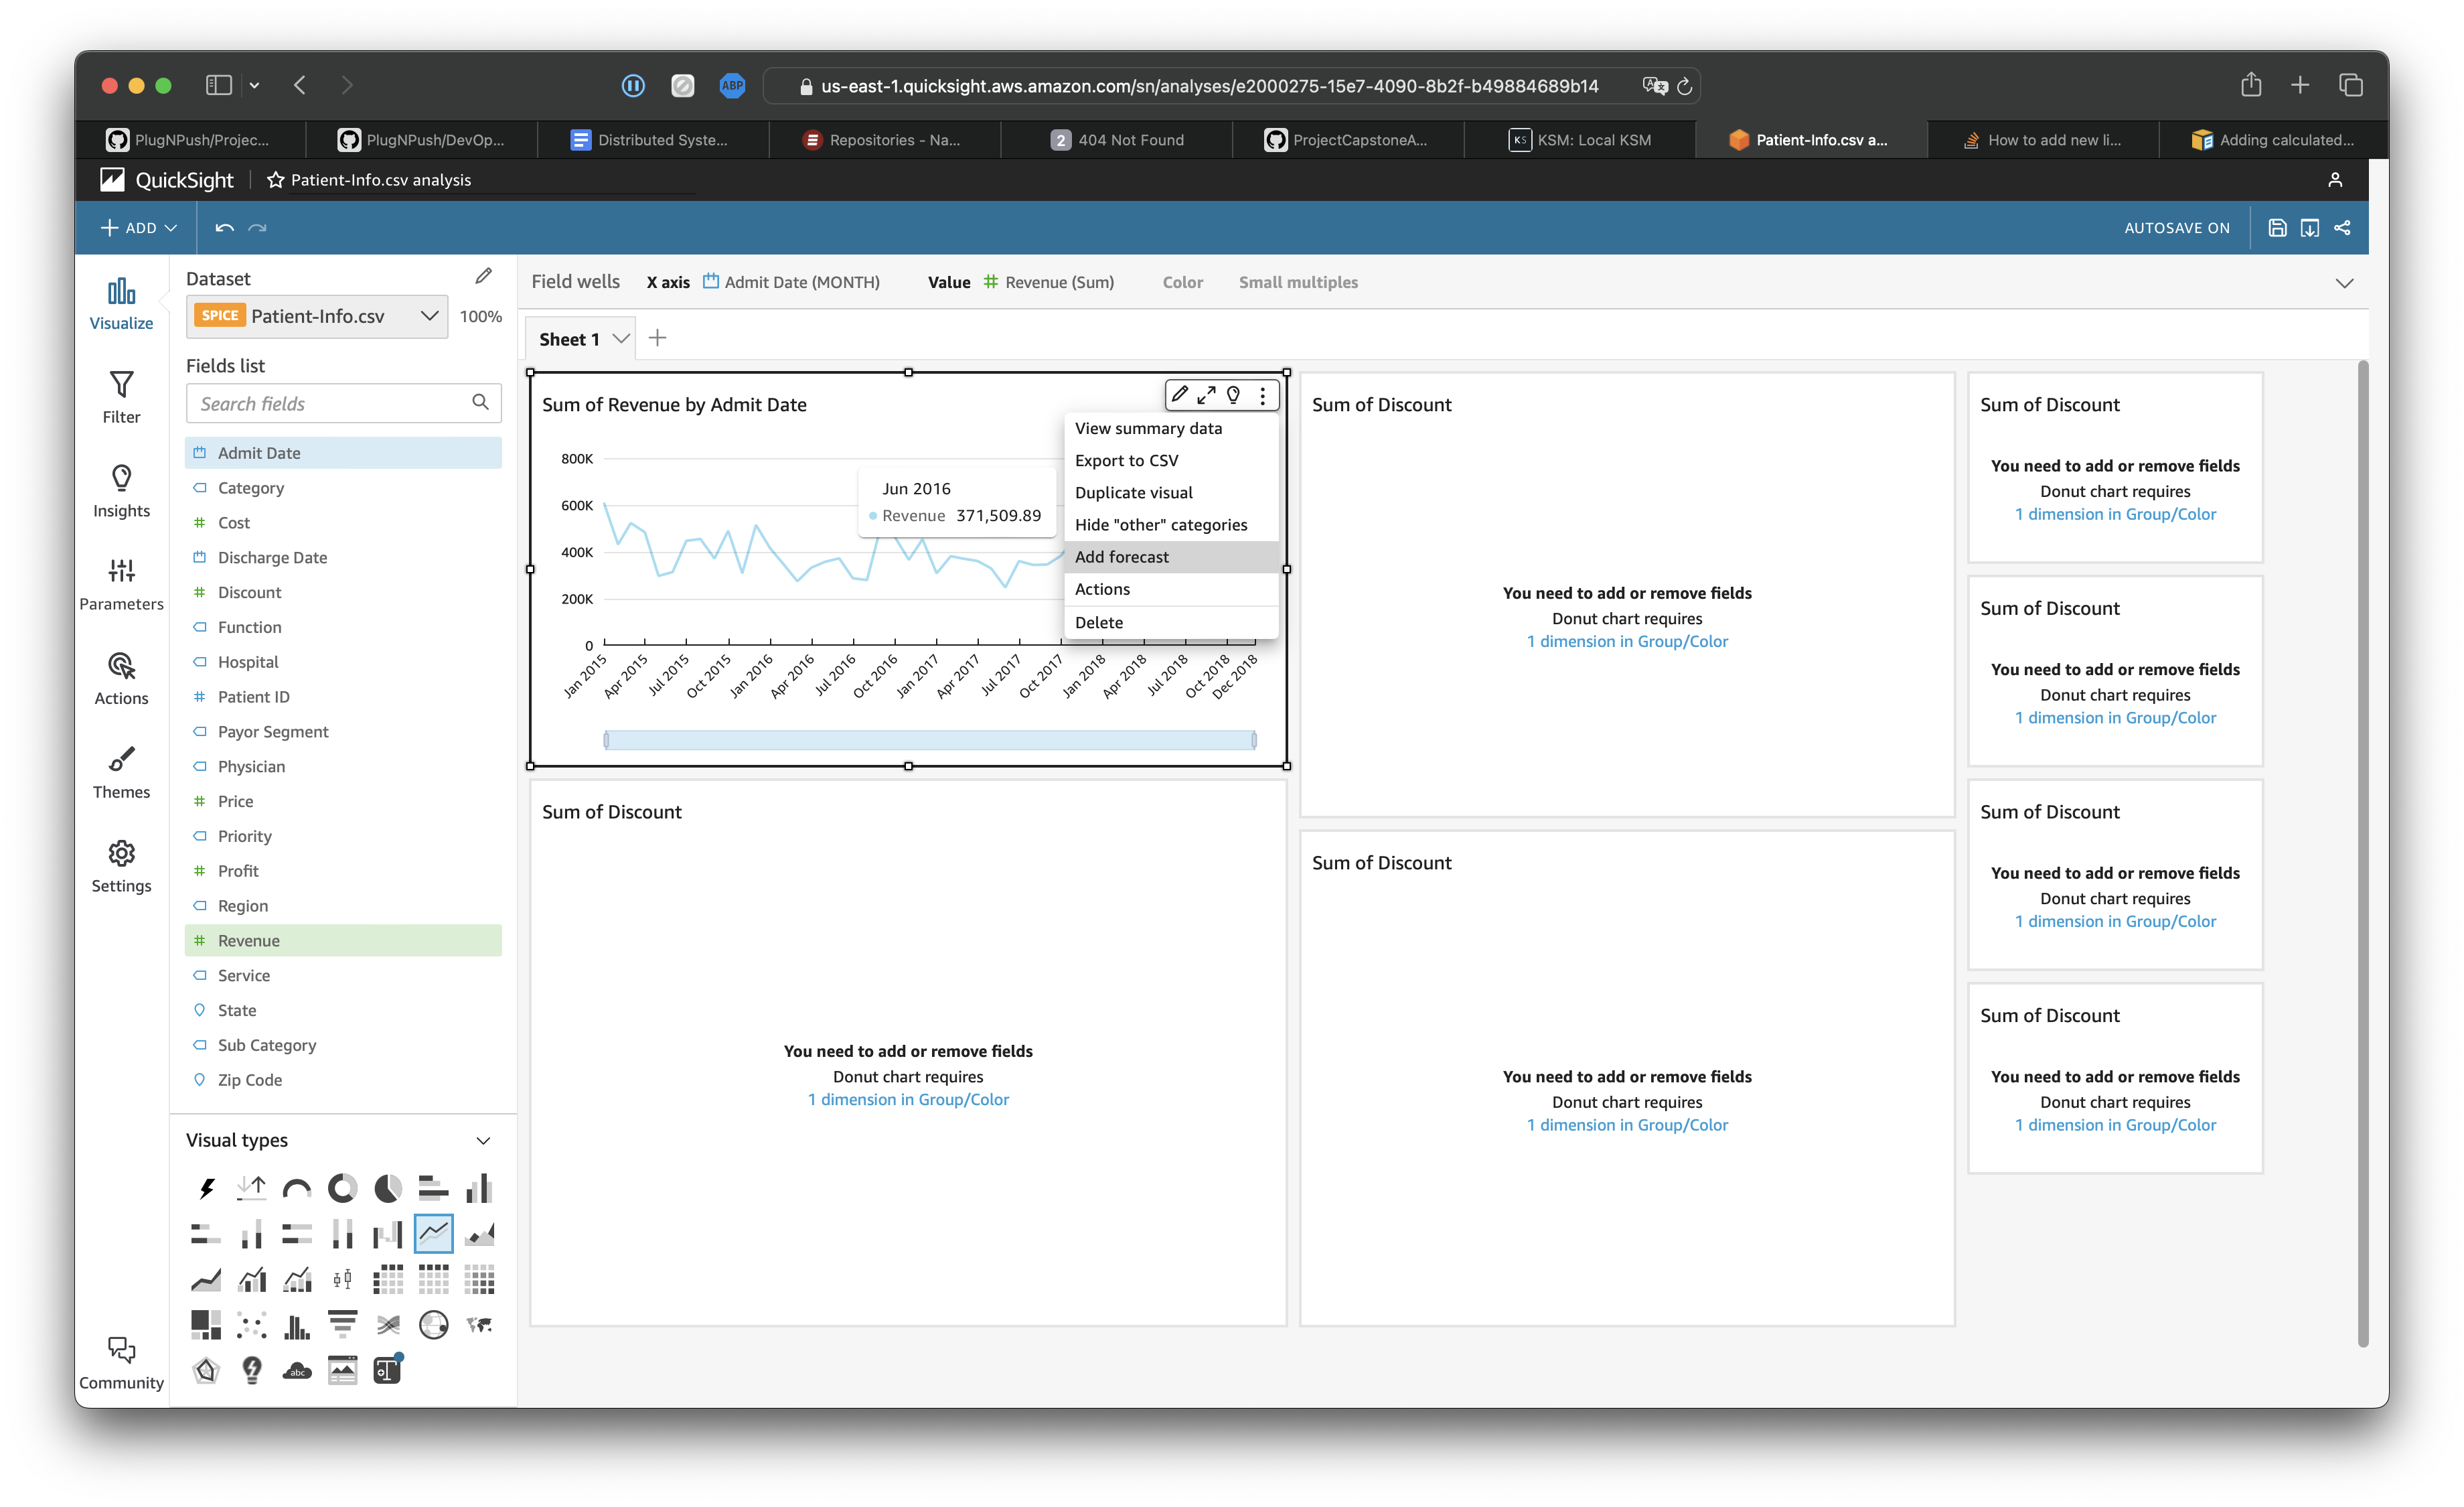 ABP
us-east-1.quicksight.aws.amazon.com/sn/analyses/e2000275-15e7-4090-8b2f-b49884689b14
PlugNPush/Projec...
PlugNPush/DevOp...
Distributed Syste...
Repositories - Na...
2 404 Not Found
ProjectCapstoneA...
KS KSM: Local KSM
Patient-Info.csv a...
How to add new li...
Adding calculated...
QuickSight
Patient-Info.csv analysis
ADD
AUTOSAVE ON
Visualize
Filter
Insights
Parameters
Actions
Themes
Settings
Community
Dataset
SPICE Patient-Info.csv 100%
Fields list
Search fields
Admit Date
Category
Cost
Discharge Date
Discount
Function
Hospital
Patient ID
Payor Segment
Physician
Price
Priority
Profit
Region
Revenue
Service
State
Sub Category
Zip Code
Visual types
abc
Field wells X axis Admit Date (MONTH) Value Revenue (Sum) Color Small multiples
Sheet 1
Sum of Revenue by Admit Date
800K
600K
400K
200K
0
Jun 2016
Revenue 371,509.89
Jan 2015
Apr 2015
Jul 2015
Oct 2015
Jan 2016
Apr 2016
Jul 2016
Oct 2016
Jan 2017
Apr 2017
Jul 2017
Oct 2017
Jan 2018
Apr 2018
Jul 2018
Oct 2018
Dec 2018
View summary data
Export to CSV
Duplicate visual
Hide "other" categories
Add forecast
Actions
Delete
Sum of Discount
You need to add or remove fields
Donut chart requires
1 dimension in Group/Color
Sum of Discount
You need to add or remove fields
Donut chart requires
1 dimension in Group/Color
Sum of Discount
You need to add or remove fields
Donut chart requires
1 dimension in Group/Color
Sum of Discount
You need to add or remove fields
Donut chart requires
1 dimension in Group/Color
Sum of Discount
You need to add or remove fields
Donut chart requires
1 dimension in Group/Color
Sum of Discount
You need to add or remove fields
Donut chart requires
1 dimension in Group/Color
Sum of Discount
You need to add or remove fields
Donut chart requires
1 dimension in Group/Color